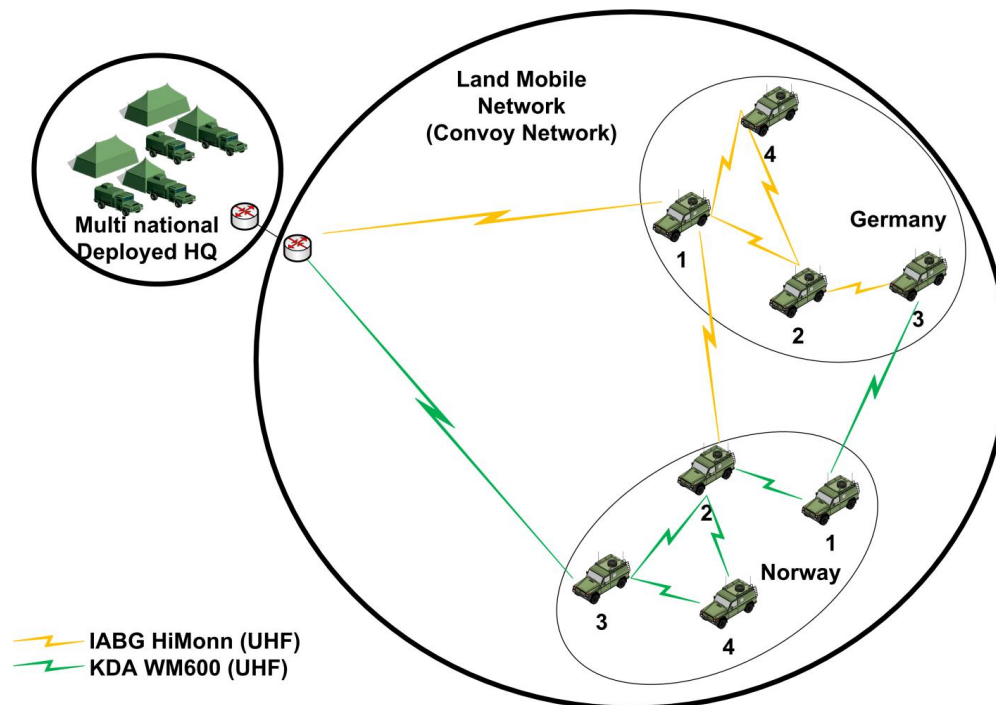 Land Mobile
Network
(Convoy Network)
4
Multi national
Deployed HQ
Germany
1
2
3
2
1
Norway
3
4
IABG HiMonn (UHF)
KDA WM600 (UHF)